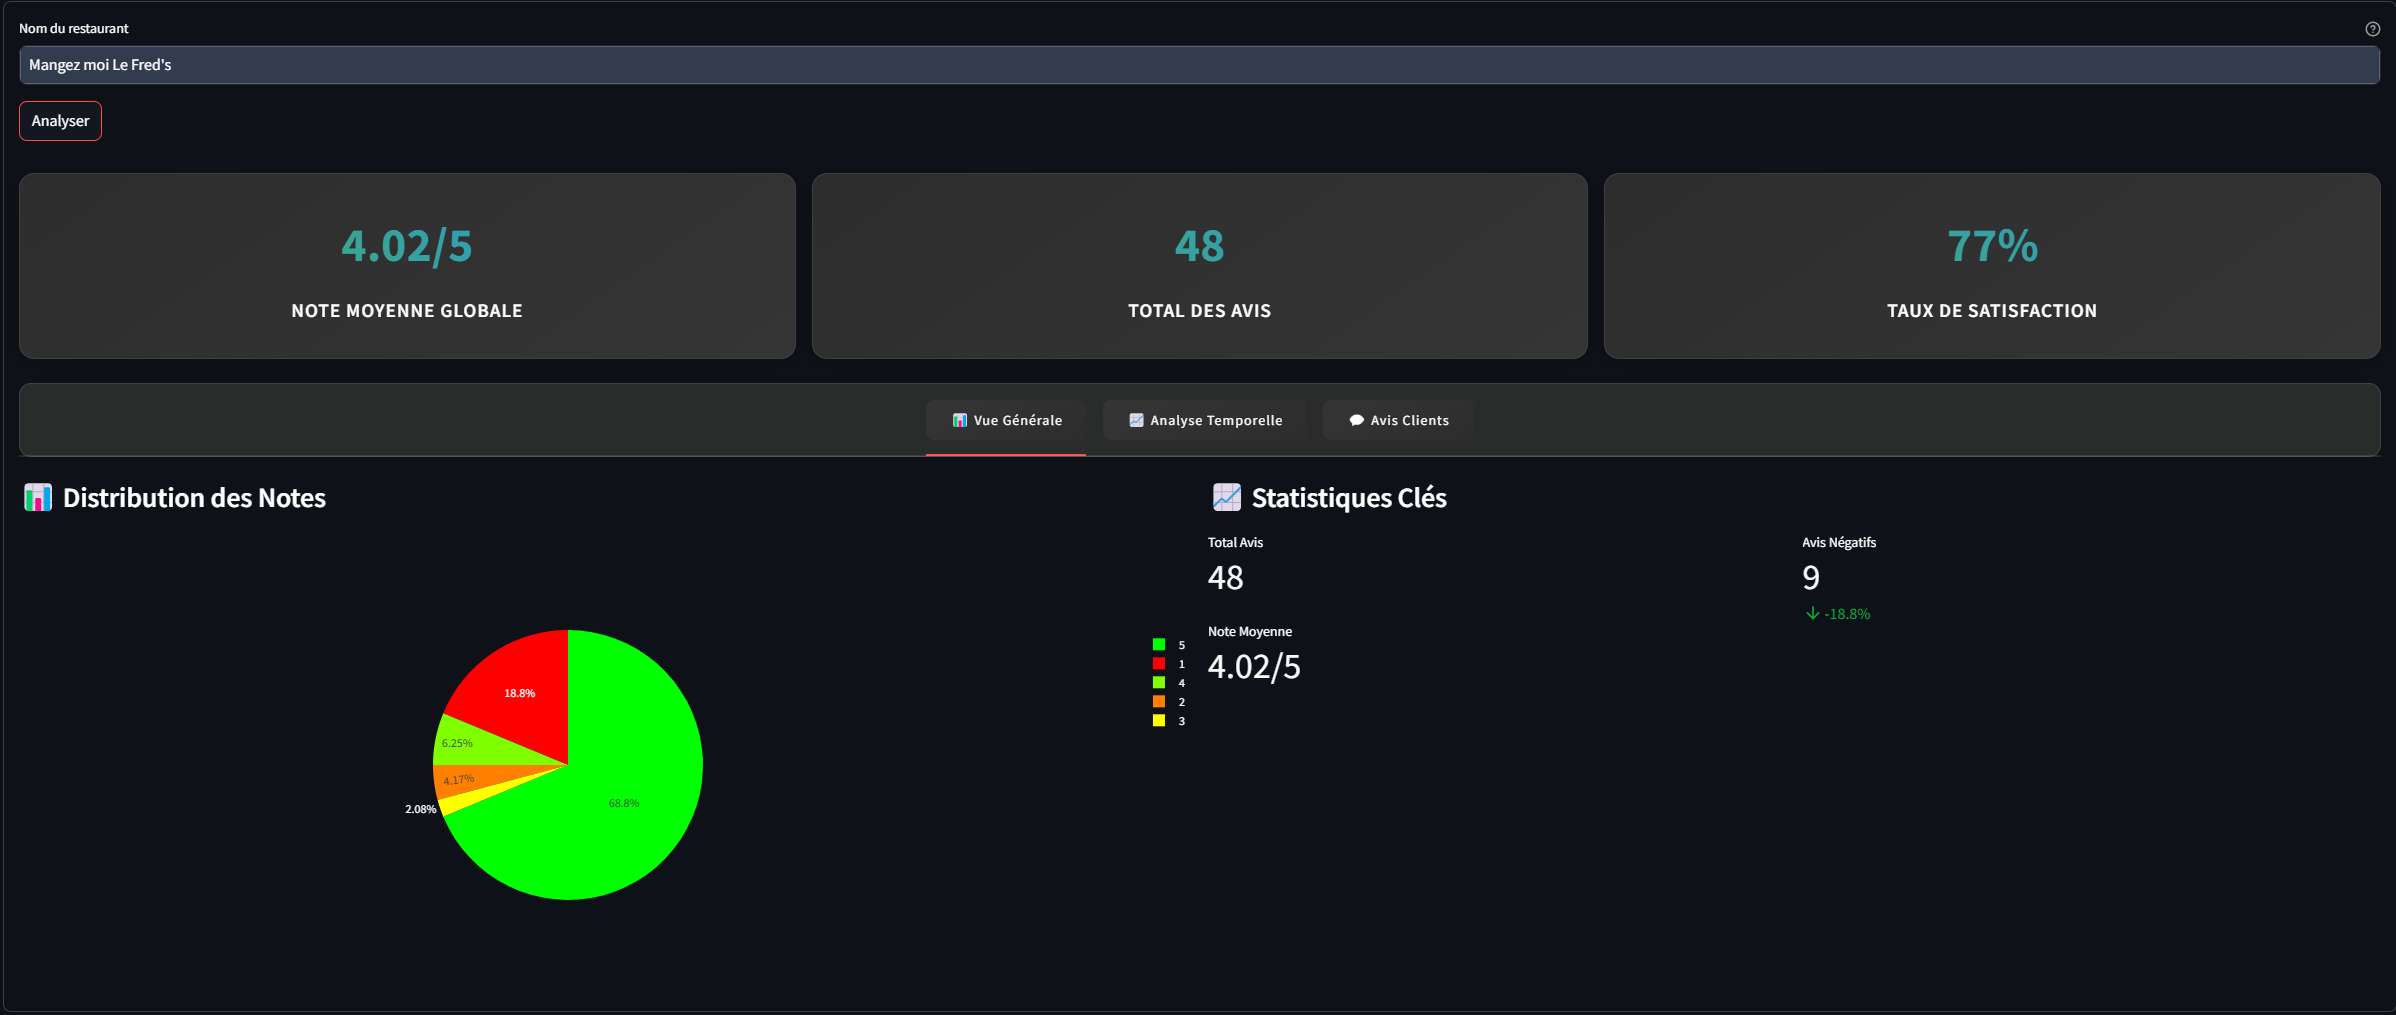 Nom du restaurant
Mangez moi Le Fred's
Analyser
4.02/5
NOTE MOYENNE GLOBALE
48
TOTAL DES AVIS
77%
TAUX DE SATISFACTION
Vue Générale
Analyse Temporelle
Avis Clients
Distribution des Notes
18.8%
6.25%
4.17%
2.08%
68.8%
5
1
4
2
3
Statistiques Clés
Total Avis
48
Avis Négatifs
9
-18.8%
Note Moyenne
4.02/5